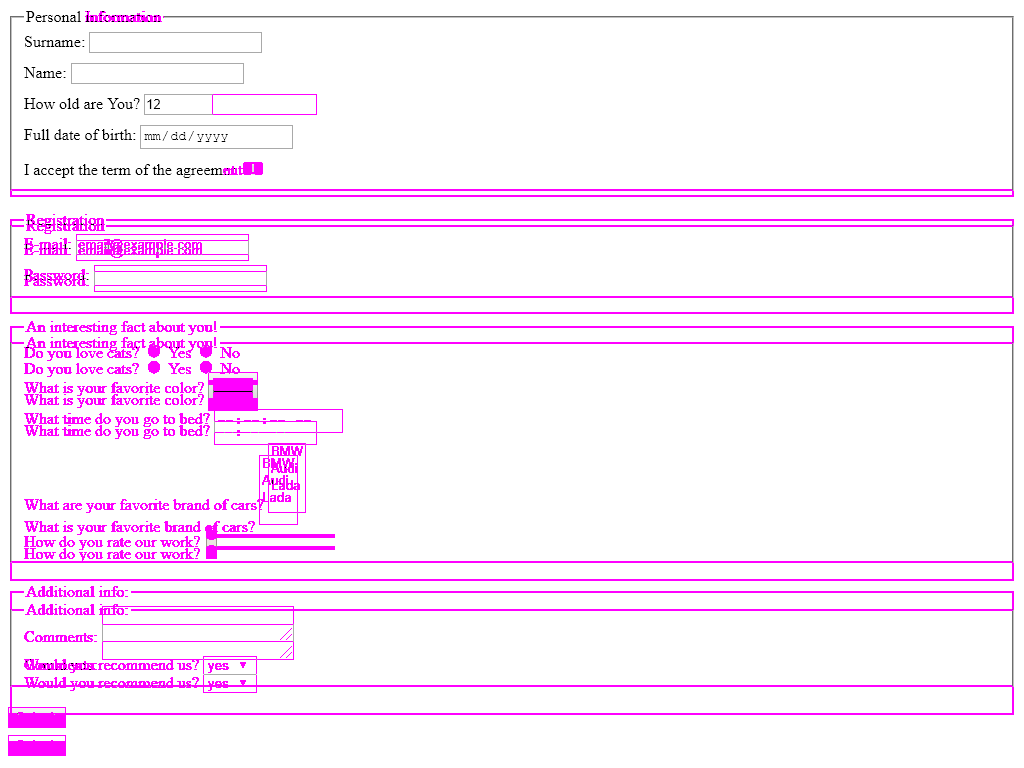 Personal Information
Surname:
Name:
How old are You? 12
Full date of birth: mm/dd/yyyy
I accept the term of the agreement
Registration
Registration
E-mail: email@example.com
E-mail: email@example.com
Password:
Password:
An interesting fact about you!
An interesting fact about you!
Do you love cats? Yes No
Do you love cats? Yes No
What is your favorite color?
What is your favorite color?
What time do you go to bed? --:--:-- --
What time do you go to bed? --:-- --
BMW
BMW
Audi
Audi
Lada
Lada
What are your favorite brand of cars?
What is your favorite brand of cars?
How do you rate our work?
How do you rate our work?
Additional info:
Additional info:
Comments:
Would you recommend us? yes
Would you recommend us? yes